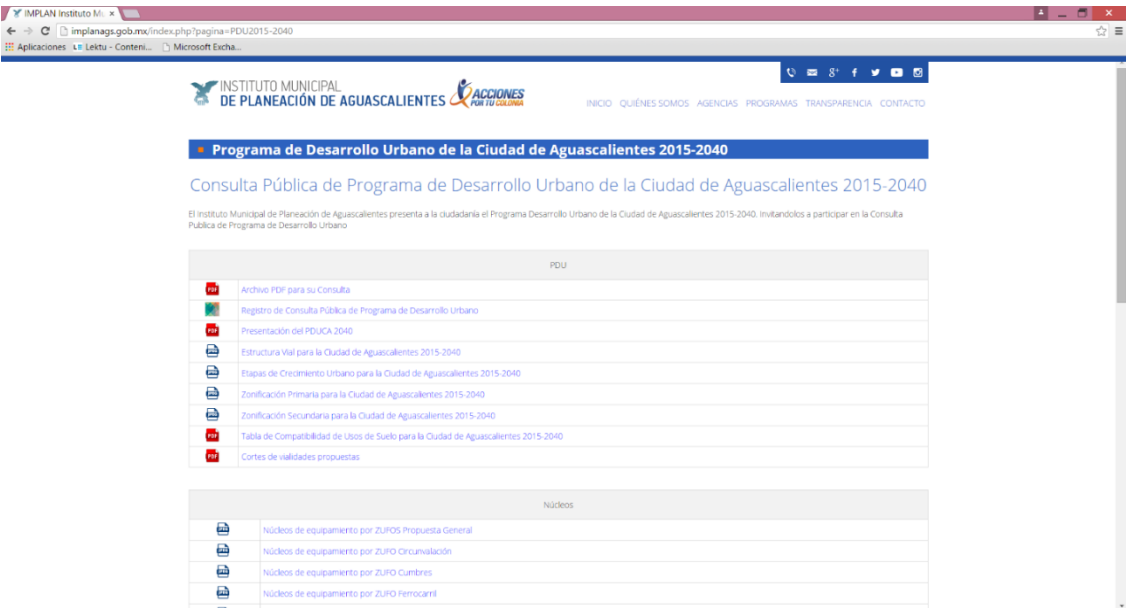 IMPLAN Instituto Mu
implanags.gob.mx/index.php?pagina=PDU2015-2040
Aplicaciones Lektu - Conteni... Microsoft Excha...
INSTITUTO MUNICIPAL
DE PLANEACIÓN DE AGUASCALIENTES
ACCIONES
POR TU COLONIA
INICIO QUIÉNES SOMOS AGENCIAS PROGRAMAS TRANSPARENCIA CONTACTO
Programa de Desarrollo Urbano de la Ciudad de Aguascalientes 2015-2040
Consulta Pública de Programa de Desarrollo Urbano de la Ciudad de Aguascalientes 2015-2040
El Instituto Municipal de Planeación de Aguascalientes presenta a la ciudadanía el Programa Desarrollo Urbano de la Ciudad de Aguascalientes 2015-2040. Invitandolos a participar en la Consulta
Publica de Programa de Desarrollo Urbano
PDU
PDF Archivo PDF para su Consulta
Registro de Consulta Pública de Programa de Desarrollo Urbano
PDF Presentación del PDUCA 2040
Estructura Vial para la Ciudad de Aguascalientes 2015-2040
Etapas de Crecimiento Urbano para la Ciudad de Aguascalientes 2015-2040
Zonificación Primaria para la Ciudad de Aguascalientes 2015-2040
Zonificación Secundaria para la Ciudad de Aguascalientes 2015-2040
PDF Tabla de Compatibilidad de Usos de Suelo para la Ciudad de Aguascalientes 2015-2040
PDF Cortes de vialidades propuestas
Núcleos
Núcleos de equipamiento por ZUFOS Propuesta General
Núcleos de equipamiento por ZUFO Circunvalación
Núcleos de equipamiento por ZUFO Cumbres
Núcleos de equipamiento por ZUFO Ferrocarril